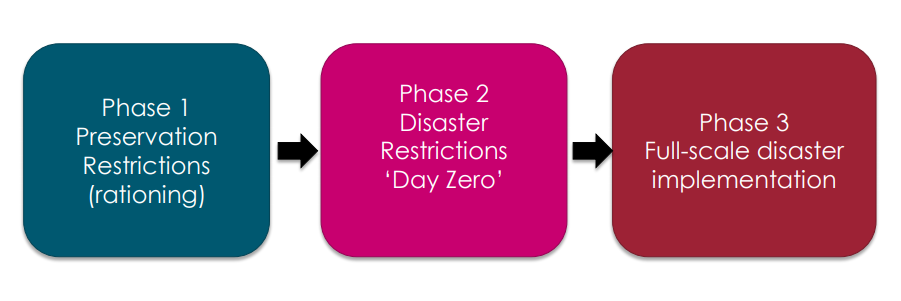 Phase 1
Preservation
Restrictions
(rationing)
Phase 2
Disaster
Restrictions
‘Day Zero’
Phase 3
Full-scale disaster
implementation